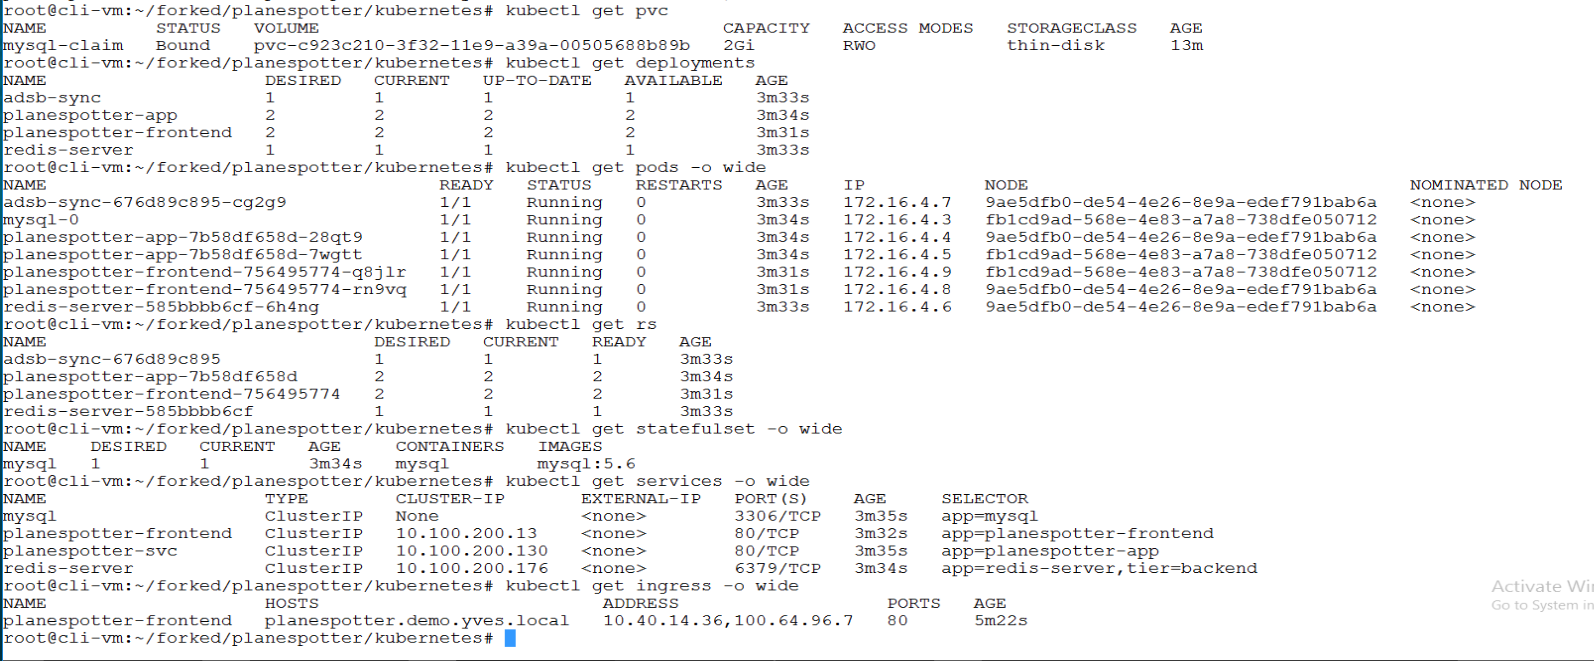 root@cli-vm:~/forked/planespotter/kubernetes# kubectl get pvc
NAME STATUS VOLUME CAPACITY ACCESS MODES STORAGECLASS AGE
mysql-claim Bound pvc-c923c210-3f32-11e9-a39a-00505688b89b 2Gi RWO thin-disk 13m
root@cli-vm:~/forked/planespotter/kubernetes# kubectl get deployments
NAME DESIRED CURRENT UP-TO-DATE AVAILABLE AGE
adsb-sync 1 1 1 1 3m33s
planespotter-app 2 2 2 2 3m34s
planespotter-frontend 2 2 2 2 3m31s
redis-server 1 1 1 1 3m33s
root@cli-vm:~/forked/planespotter/kubernetes# kubectl get pods -o wide
NAME READY STATUS RESTARTS AGE IP NODE NOMINATED NODE
adsb-sync-676d89c895-cg2g9 1/1 Running 0 3m33s 172.16.4.7 9ae5dfb0-de54-4e26-8e9a-edef791bab6a <none>
mysql-0 1/1 Running 0 3m34s 172.16.4.3 fb1cd9ad-568e-4e83-a7a8-738dfe050712 <none>
planespotter-app-7b58df658d-28qt9 1/1 Running 0 3m34s 172.16.4.4 9ae5dfb0-de54-4e26-8e9a-edef791bab6a <none>
planespotter-app-7b58df658d-7wgtt 1/1 Running 0 3m34s 172.16.4.5 fb1cd9ad-568e-4e83-a7a8-738dfe050712 <none>
planespotter-frontend-756495774-q8jlr 1/1 Running 0 3m31s 172.16.4.9 fb1cd9ad-568e-4e83-a7a8-738dfe050712 <none>
planespotter-frontend-756495774-rn9vq 1/1 Running 0 3m31s 172.16.4.8 9ae5dfb0-de54-4e26-8e9a-edef791bab6a <none>
redis-server-585bbbb6cf-6h4ng 1/1 Running 0 3m33s 172.16.4.6 9ae5dfb0-de54-4e26-8e9a-edef791bab6a <none>
root@cli-vm:~/forked/planespotter/kubernetes# kubectl get rs
NAME DESIRED CURRENT READY AGE
adsb-sync-676d89c895 1 1 1 3m33s
planespotter-app-7b58df658d 2 2 2 3m34s
planespotter-frontend-756495774 2 2 2 3m31s
redis-server-585bbbb6cf 1 1 1 3m33s
root@cli-vm:~/forked/planespotter/kubernetes# kubectl get statefulset -o wide
NAME DESIRED CURRENT AGE CONTAINERS IMAGES
mysql 1 1 3m34s mysql mysql:5.6
root@cli-vm:~/forked/planespotter/kubernetes# kubectl get services -o wide
NAME TYPE CLUSTER-IP EXTERNAL-IP PORT(S) AGE SELECTOR
mysql ClusterIP None <none> 3306/TCP 3m35s app=mysql
planespotter-frontend ClusterIP 10.100.200.13 <none> 80/TCP 3m32s app=planespotter-frontend
planespotter-svc ClusterIP 10.100.200.130 <none> 80/TCP 3m35s app=planespotter-app
redis-server ClusterIP 10.100.200.176 <none> 6379/TCP 3m34s app=redis-server,tier=backend
root@cli-vm:~/forked/planespotter/kubernetes# kubectl get ingress -o wide
NAME HOSTS ADDRESS PORTS AGE
planespotter-frontend planespotter.demo.yves.local 10.40.14.36,100.64.96.7 80 5m22s
root@cli-vm:~/forked/planespotter/kubernetes#
Activate Wi
Go to System in